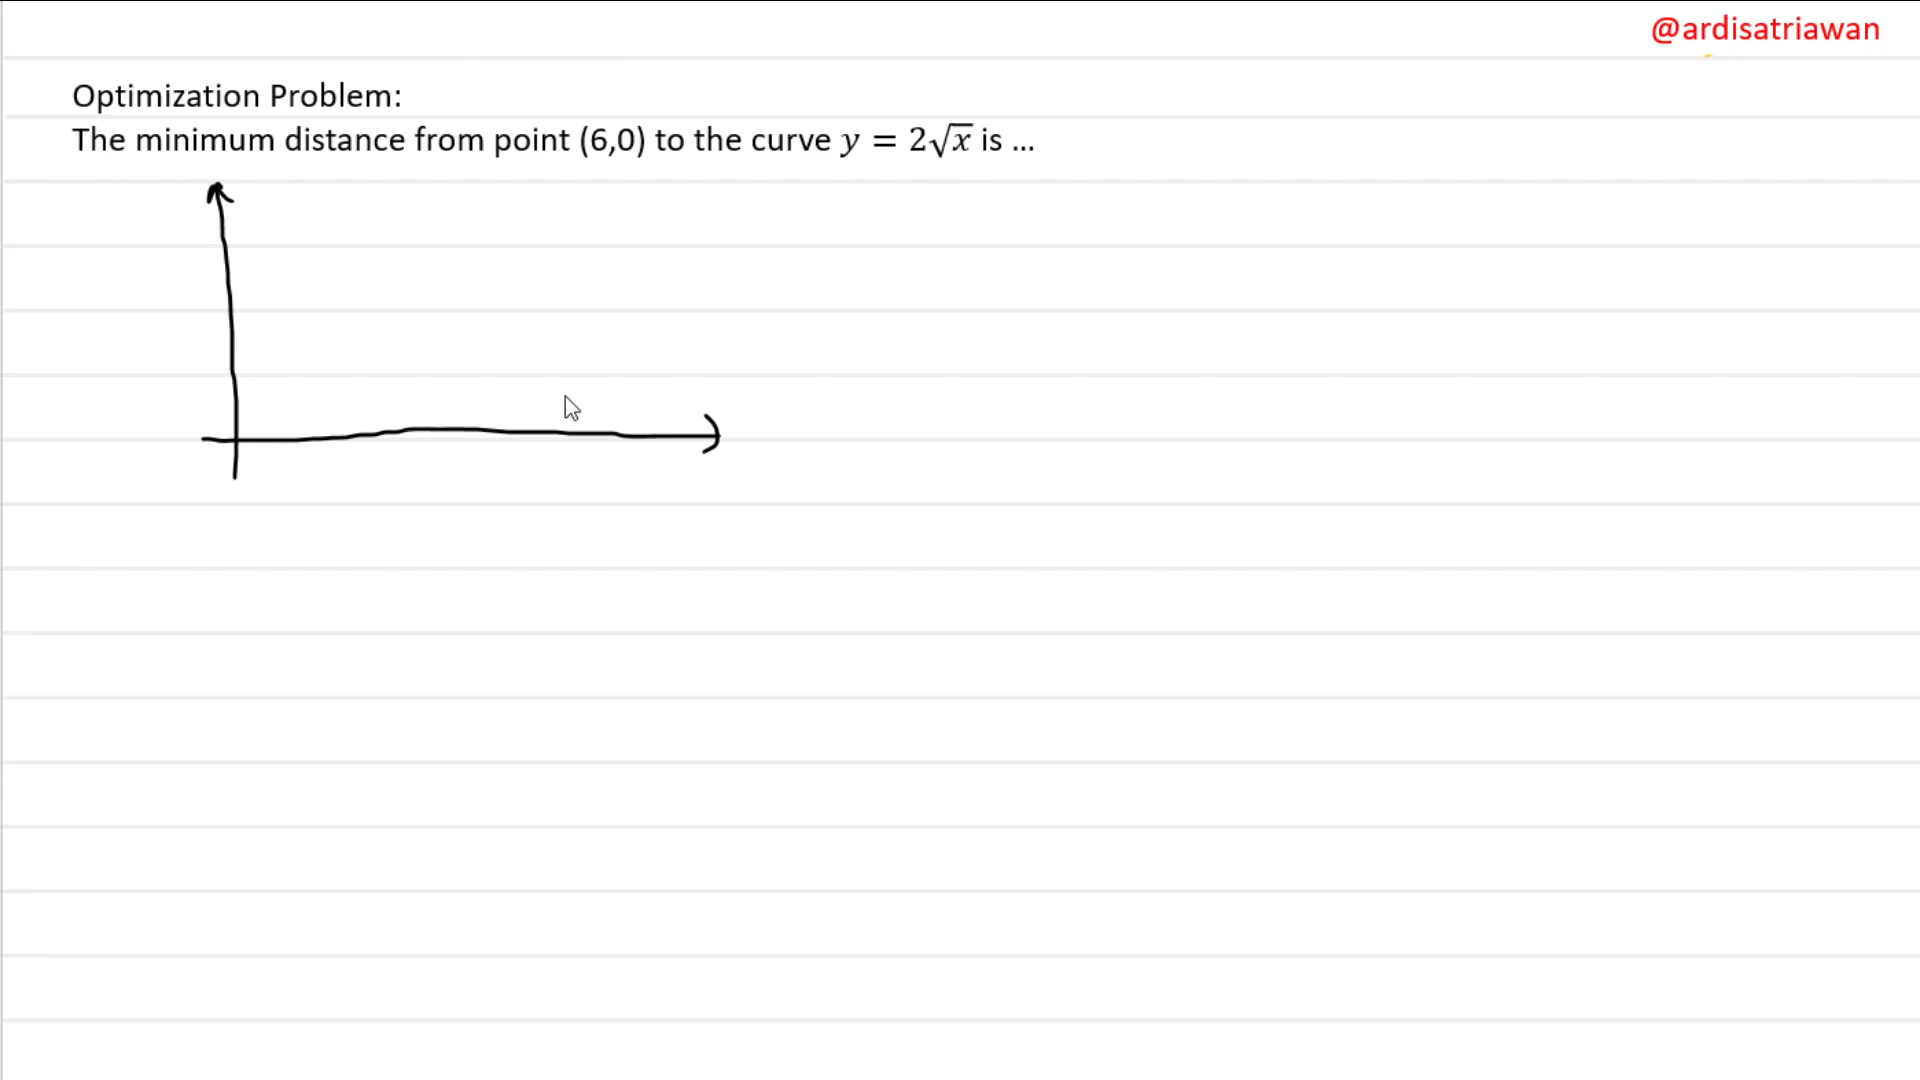 @ardisatriawan
Optimization Problem:
The minimum distance from point (6,0) to the curve y = 2√x is ...